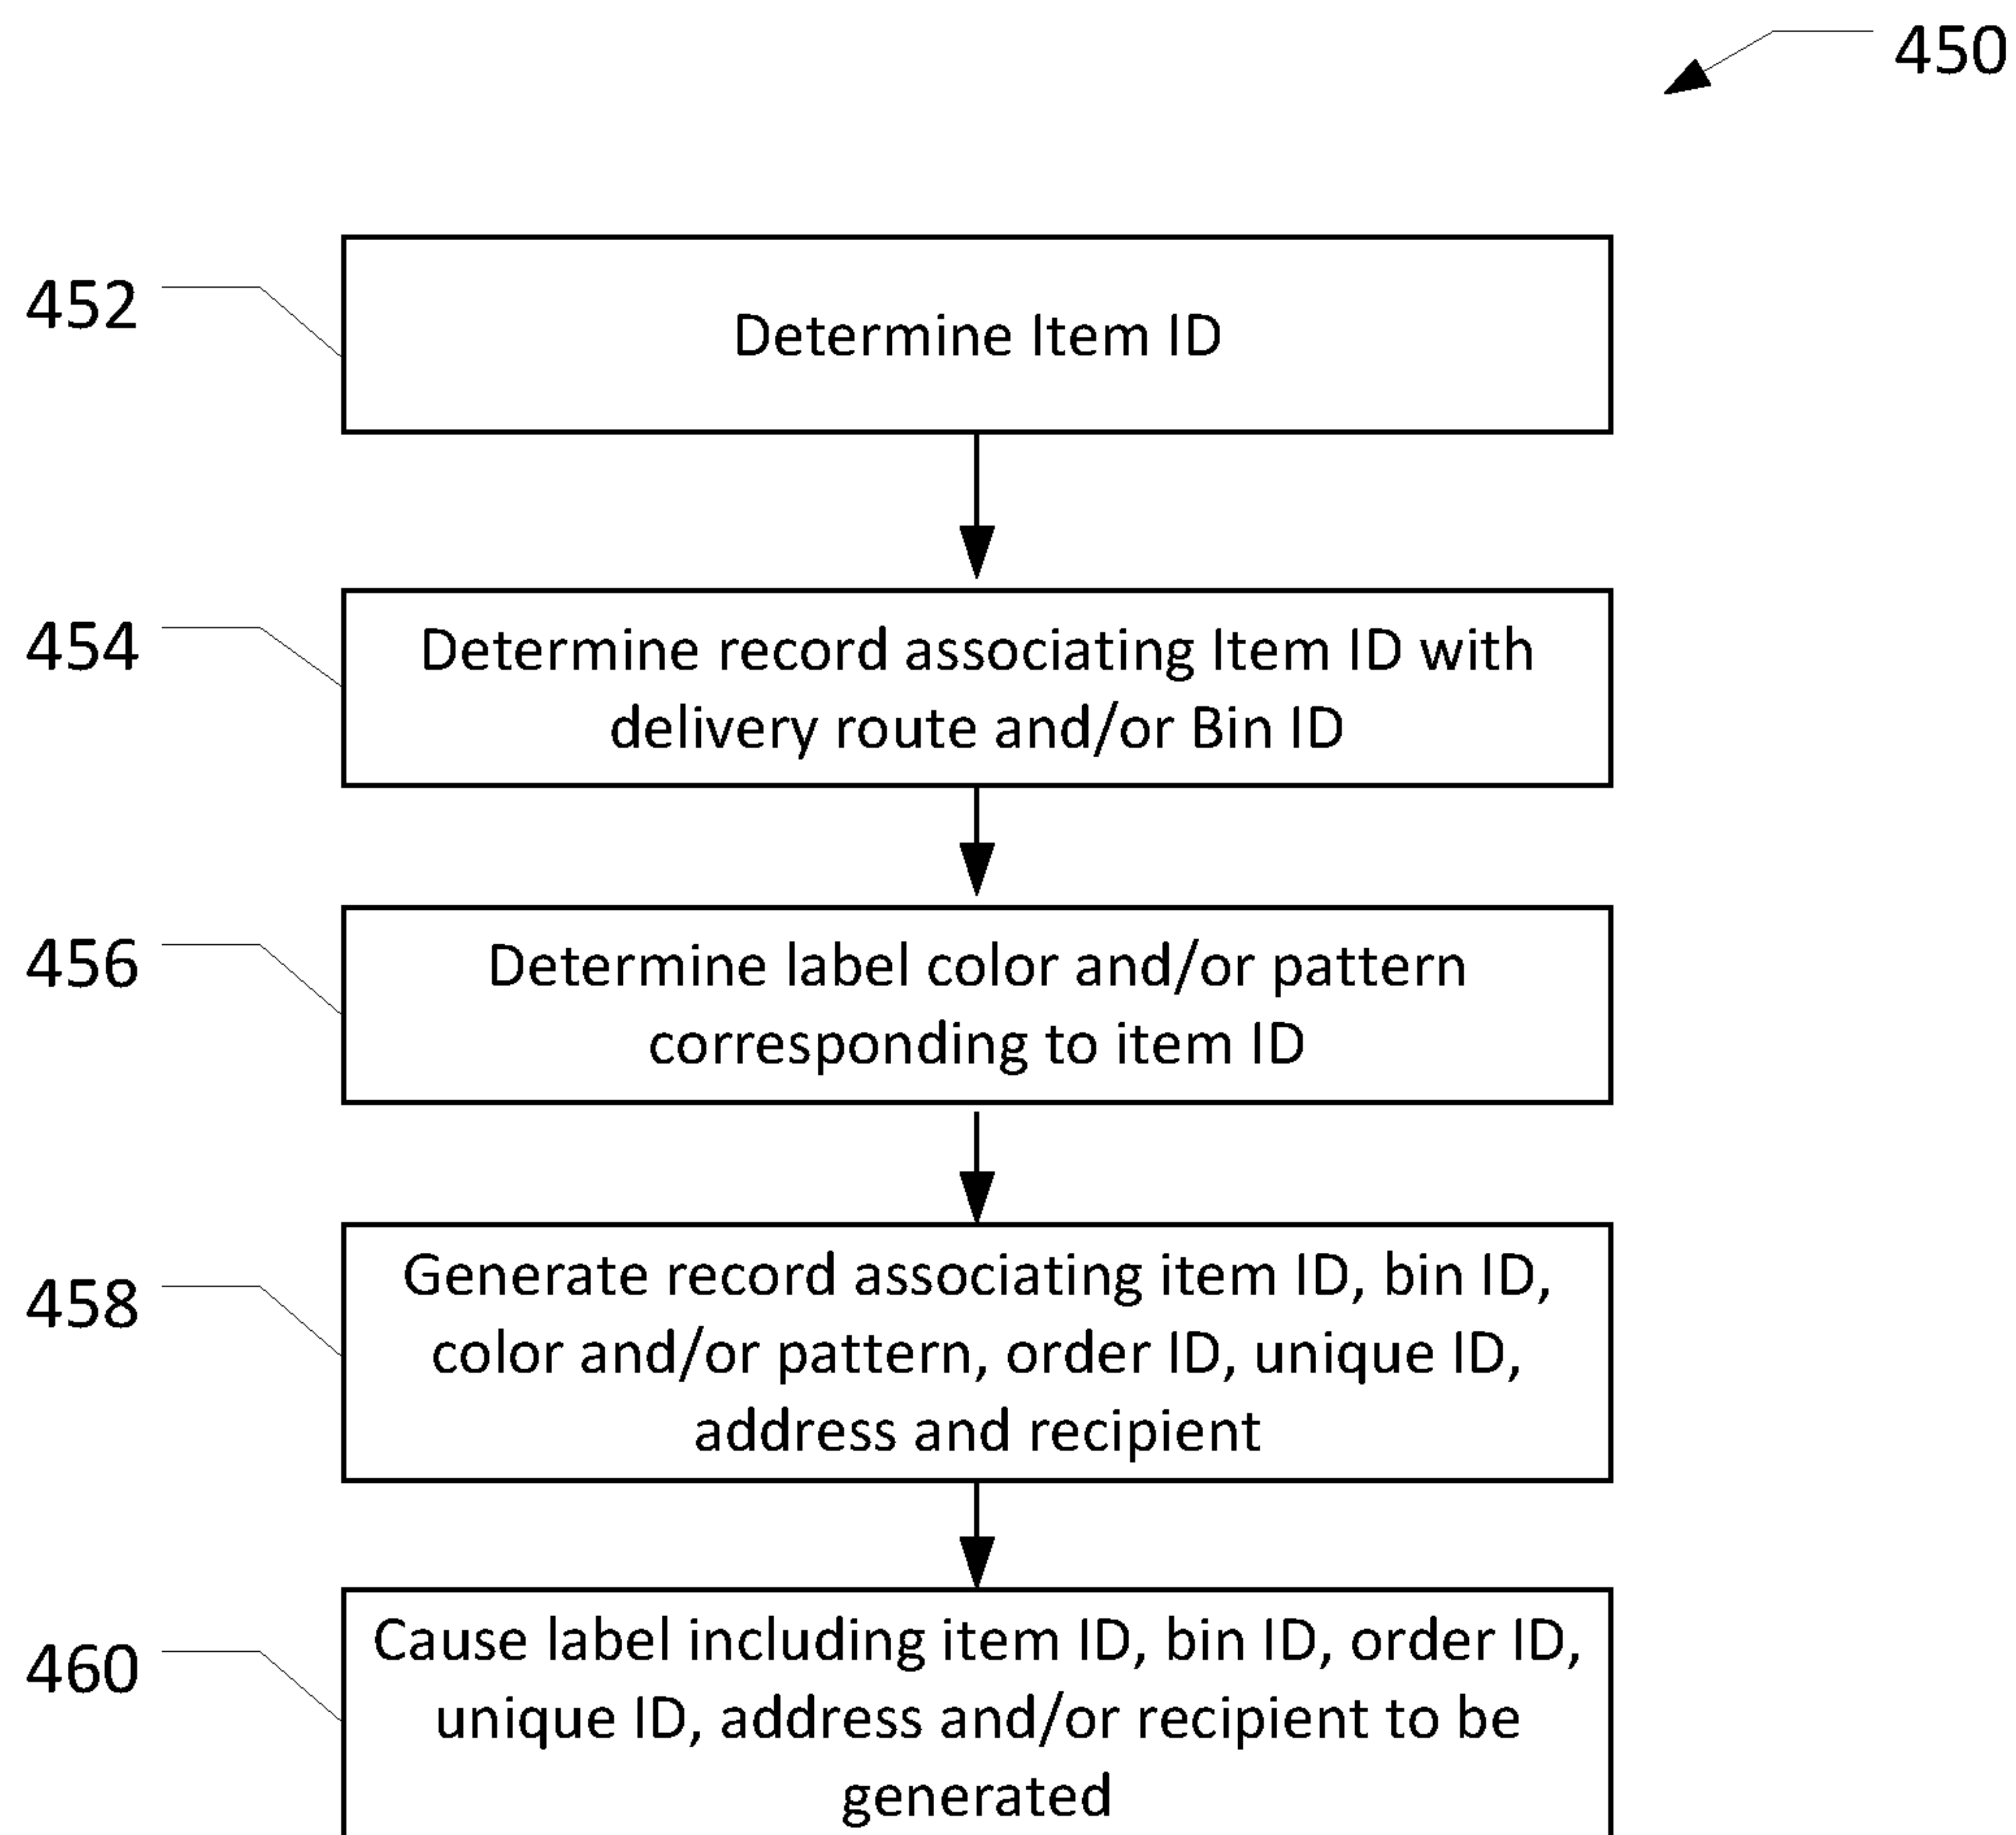 450
452
Determine Item ID
454
Determine record associating Item ID with
delivery route and/or Bin ID
456
Determine label color and/or pattern
corresponding to item ID
458
Generate record associating item ID, bin ID,
color and/or pattern, order ID, unique ID,
address and recipient
460
Cause label including item ID, bin ID, order ID,
unique ID, address and/or recipient to be
generated